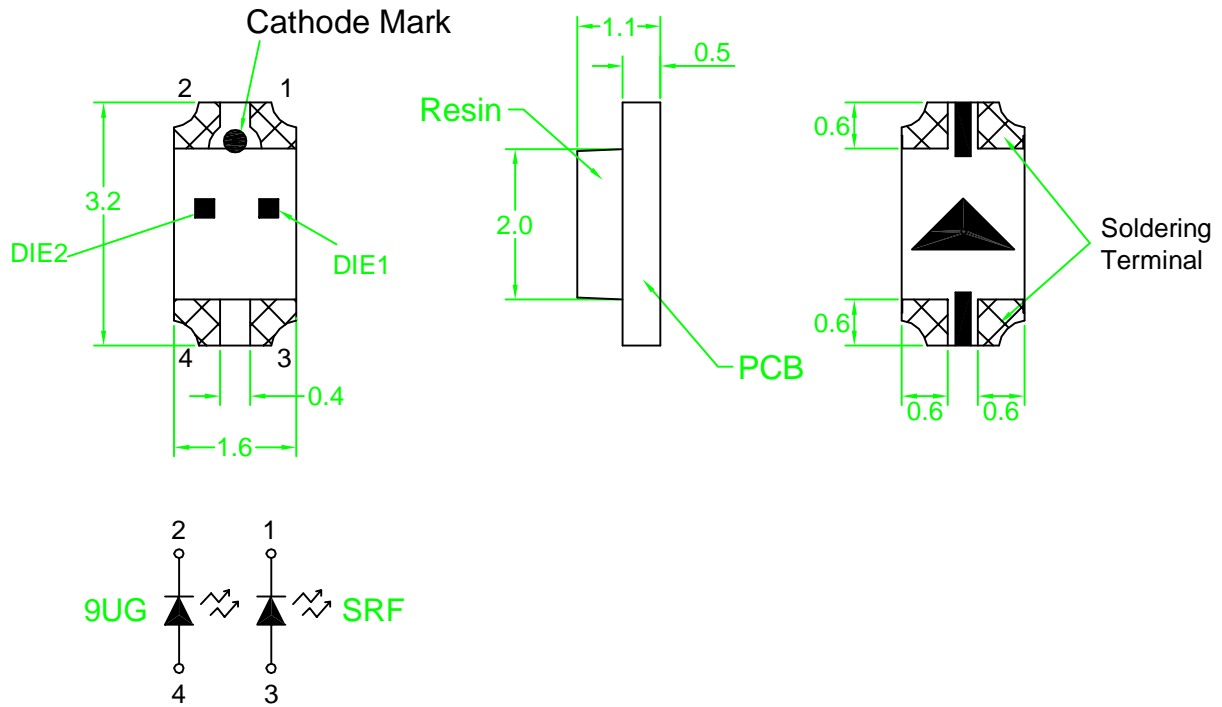 Cathode Mark
2 1
3.2
DIE2
DIE1
4 3
0.4
1.6
1.1
0.5
Resin
2.0
PCB
0.6
Soldering
Terminal
0.6
0.6 0.6
2 1
9UG SRF
4 3